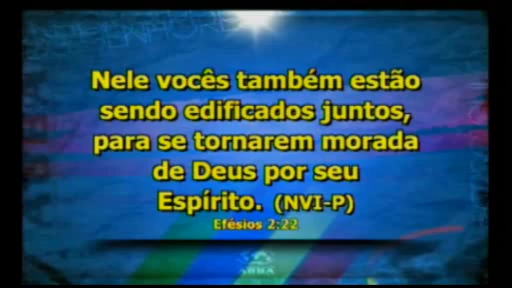 Nele vocês também estão
sendo edificados juntos,
para se tornarem morada
de Deus por seu
Espírito. (NVI-P)
Efésios 2:22
ABBA